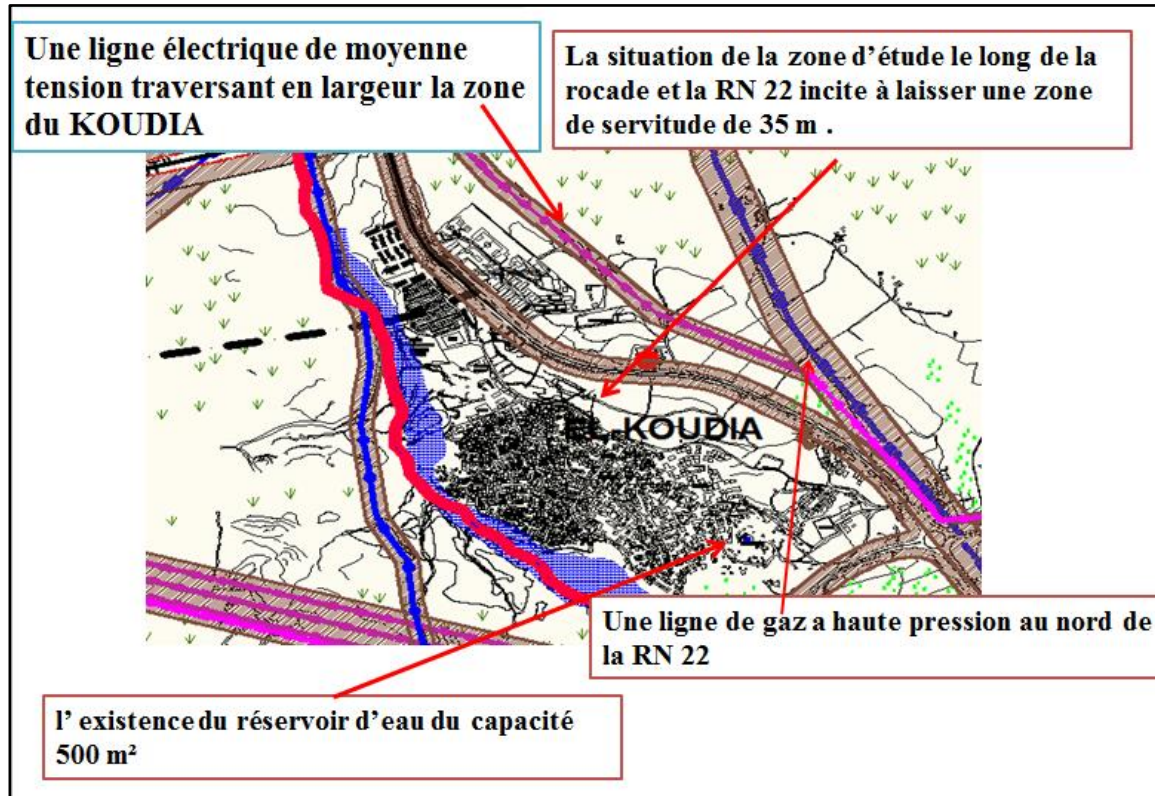 Une ligne électrique de moyenne
tension traversant en largeur la zone
du KOUDIA
La situation de la zone d'étude le long de la
rocade et la RN 22 incite à laisser une zone
de servitude de 35 m .
EL-KOUDIA
Une ligne de gaz a haute pression au nord de
la RN 22
l' existence du réservoir d'eau du capacité
500 m²